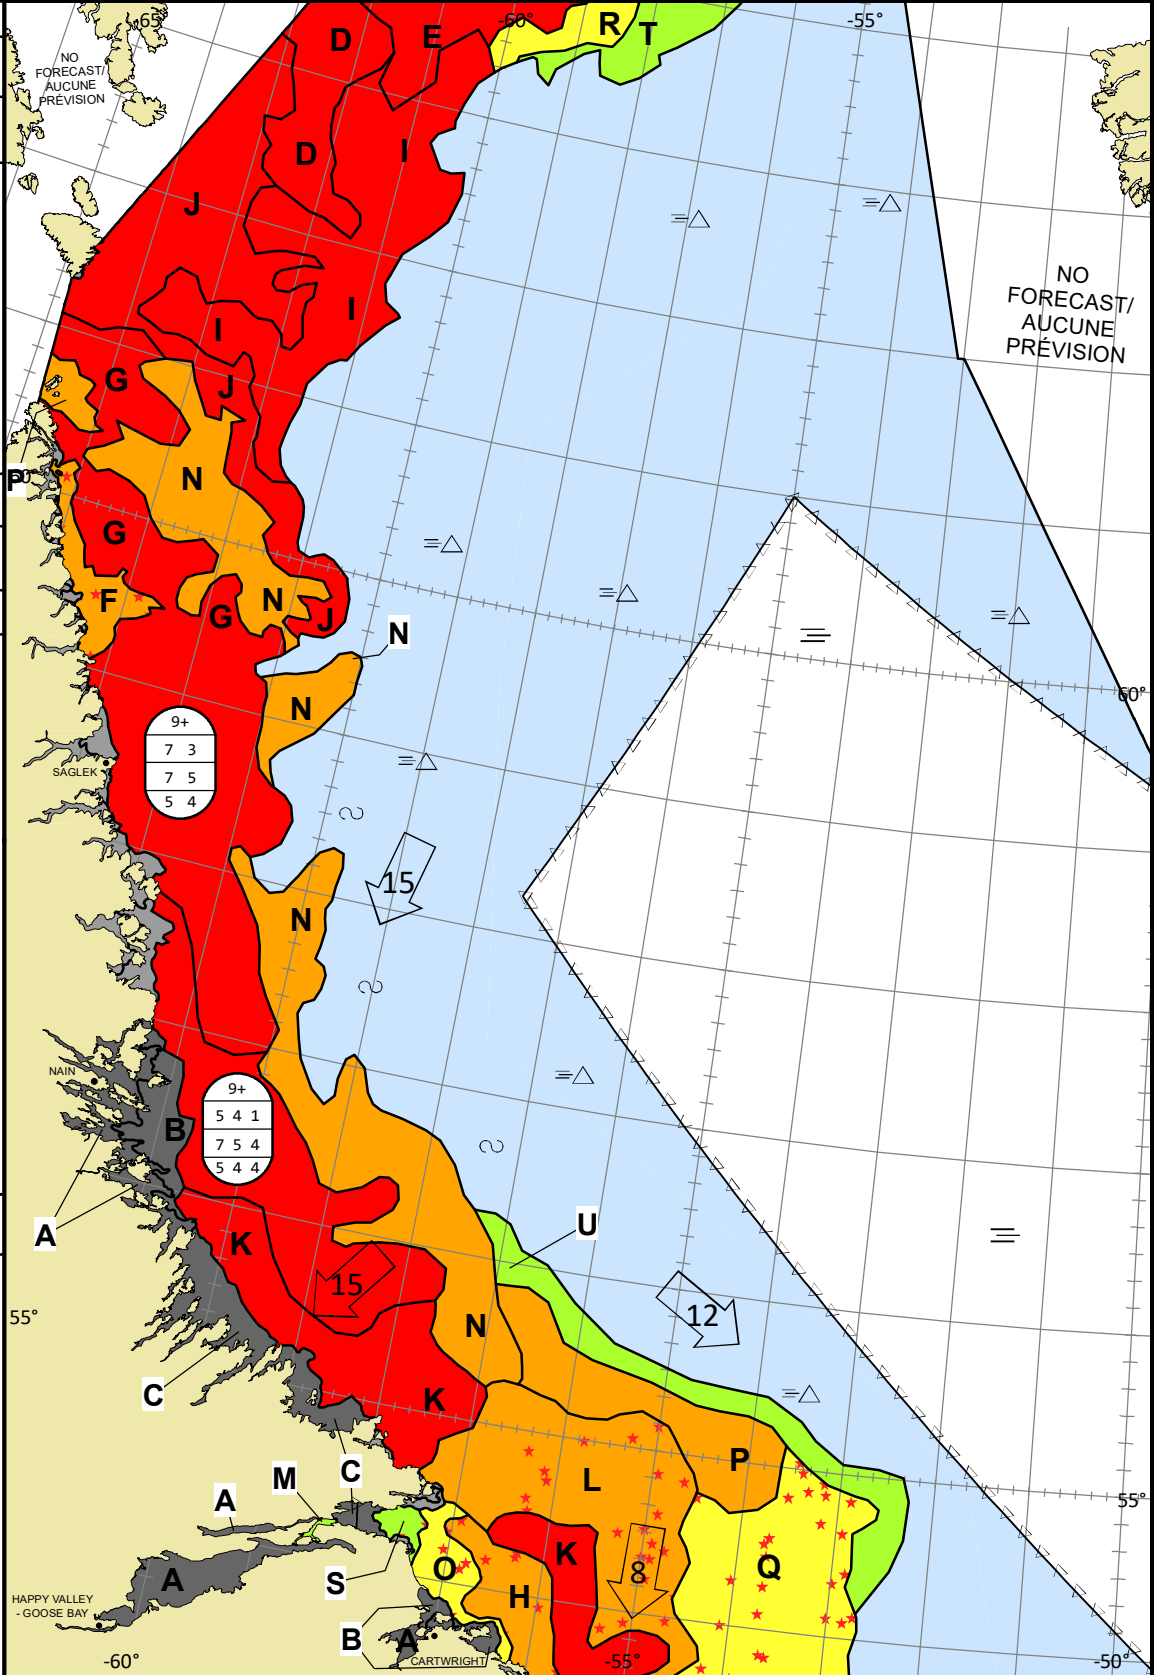 65°
-60°
-55°
D
E
R
T
NO
FORECAST/
AUCUNE
PRÉVISION
D
I
J
NO
FORECAST/
AUCUNE
PRÉVISION
I
I
G
J
P
N
G
F
G
N
J
N
N
60°
9+
7 3
7 5
5 4
SAGLEK
15
N
NAIN
9+
5 4 1
7 5 4
5 4 4
B
A
K
U
15
12
55°
N
C
K
P
L
M
C
A
55°
K
Q
O
8
A
S
H
HAPPY VALLEY
- GOOSE BAY
B
A
CARTWRIGHT
-60°
-55°
-50°